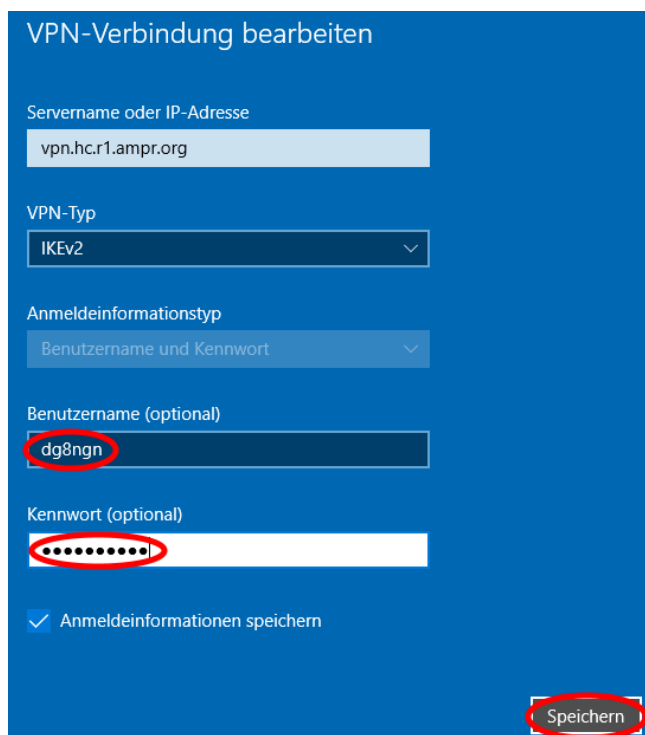 VPN-Verbindung bearbeiten
Servername oder IP-Adresse
vpn.hc.r1.ampr.org
VPN-Typ
IKEv2
Anmeldeinformationstyp
Benutzername und Kennwort
Benutzername (optional)
dg8ngn
Kennwort (optional)
●●●●●●●●●●
Anmeldeinformationen speichern
Speichern